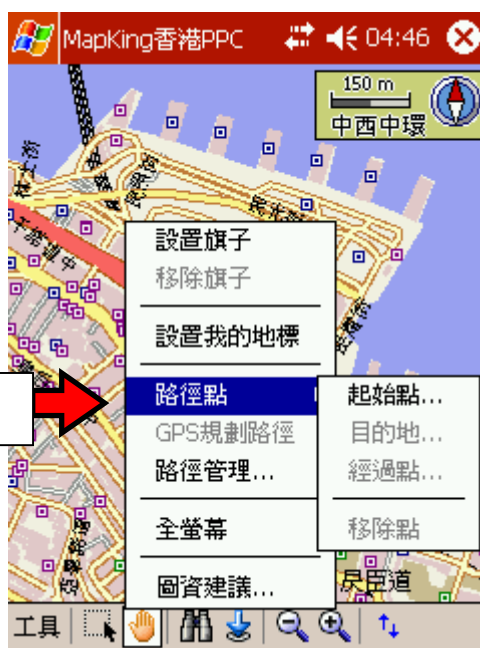 MapKing香港PPC 04:46
150 m
中西中環
設置旗子
移除旗子
設置我的地標
路徑點
GPS規劃路徑
路徑管理...
全螢幕
圖資建議...
起始點...
目的地...
經過點...
移除點
工具